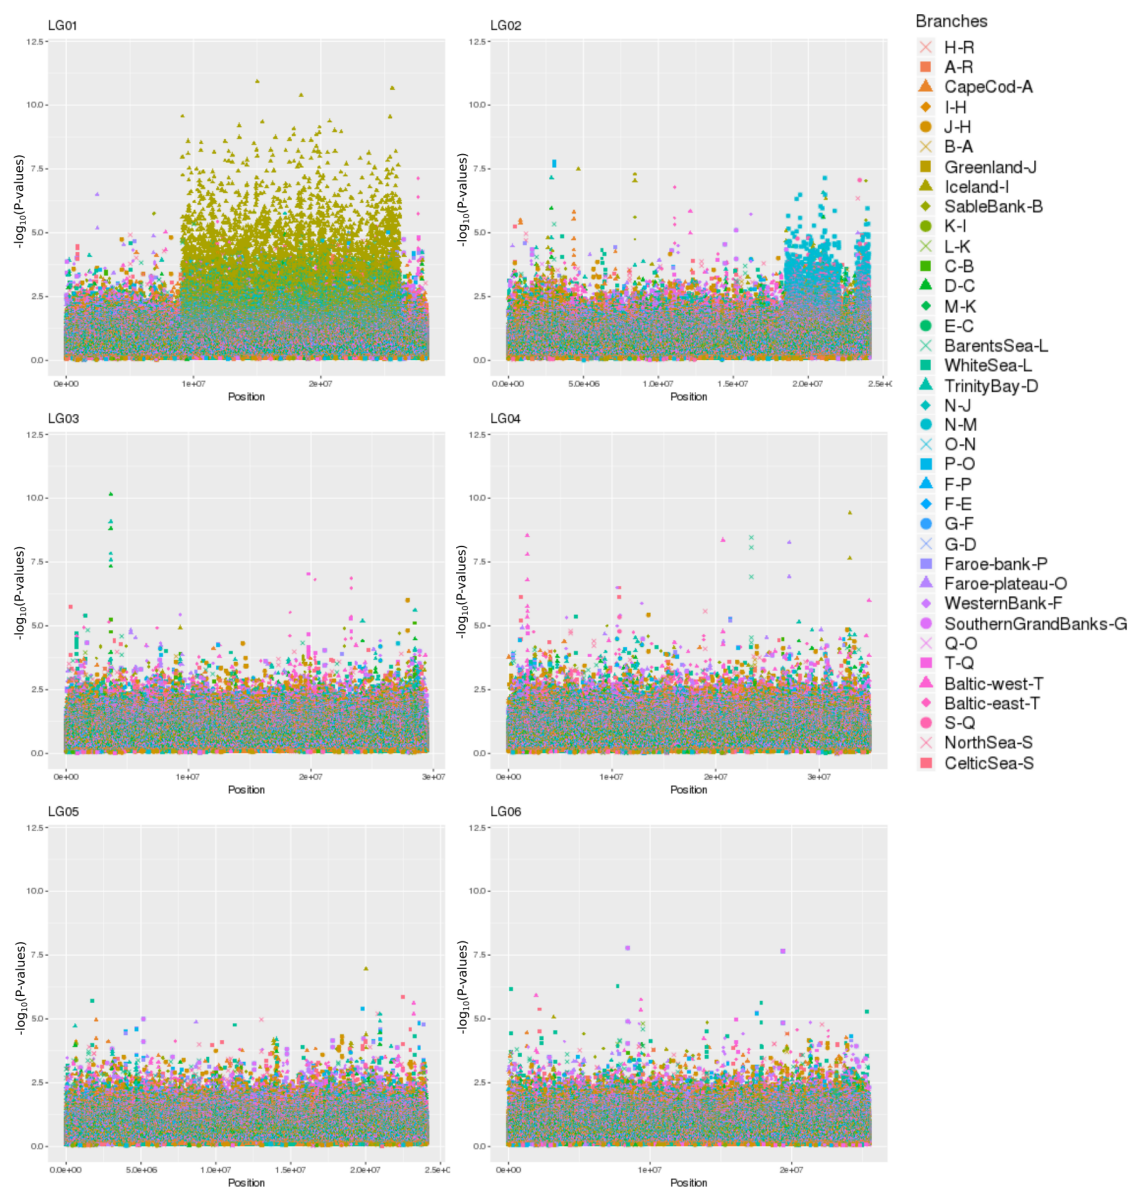 LG01
12.5
10.0
7.5
5.0
2.5
0.0
-log10(P-values)
0e+00
1e+07
2e+07
Position
LG02
12.5
10.0
7.5
5.0
2.5
0.0
-log10(P-values)
0.0e+00
5.0e+06
1.0e+07
1.5e+07
2.0e+07
2.5e+
Position
LG03
12.5
10.0
7.5
5.0
2.5
0.0
-log10(P-values)
0e+00
1e+07
2e+07
3e+07
Position
LG04
12.5
10.0
7.5
5.0
2.5
0.0
-log10(P-values)
0e+00
1e+07
2e+07
3e+07
Position
LG05
12.5
10.0
7.5
5.0
2.5
0.0
-log10(P-values)
0.0e+00
5.0e+06
1.0e+07
1.5e+07
2.0e+07
2.5e+
Position
LG06
12.5
10.0
7.5
5.0
2.5
0.0
-log10(P-values)
0e+00
1e+07
2e+07
Position
Branches
H-R
A-R
CapeCod-A
I-H
J-H
B-A
Greenland-J
Iceland-I
SableBank-B
K-I
L-K
C-B
D-C
M-K
E-C
BarentsSea-L
WhiteSea-L
TrinityBay-D
N-J
N-M
O-N
P-O
F-P
F-E
G-F
G-D
Faroe-bank-P
Faroe-plateau-O
WesternBank-F
SouthernGrandBanks-G
Q-O
T-Q
Baltic-west-T
Baltic-east-T
S-Q
NorthSea-S
CelticSea-S